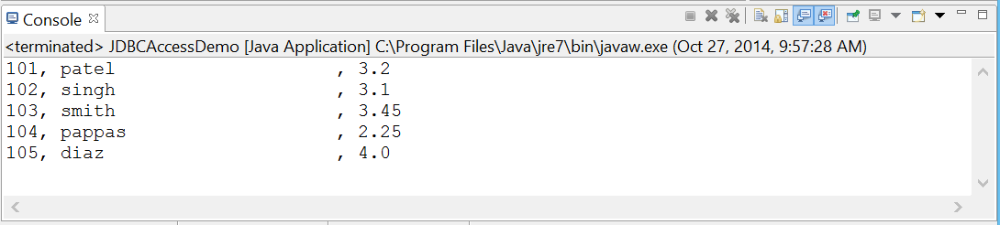 Console
<terminated> JDBCAccessDemo [Java Application] C:\Program Files\Java\jre7\bin\javaw.exe (Oct 27, 2014, 9:57:28 AM)
101, patel                    , 3.2
102, singh                    , 3.1
103, smith                    , 3.45
104, pappas                   , 2.25
105, diaz                     , 4.0